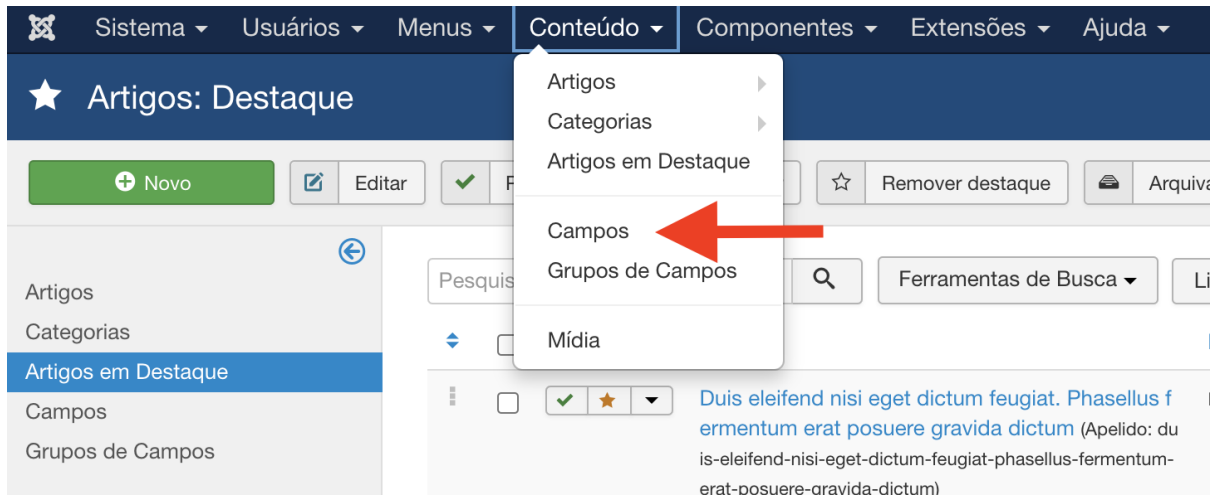 Sistema Usuários Menus Conteúdo Componentes Extensões Ajuda
Artigos: Destaque
Artigos
Categorias
Artigos em Destaque
Campos
Grupos de Campos
Mídia
Novo Editar Remover destaque
Artigos
Categorias
Artigos em Destaque
Campos
Grupos de Campos
Ferramentas de Busca
Duis eleifend nisi eget dictum feugiat. Phasellus f
ermentum erat posuere gravida dictum (Apelido: du
is-eleifend-nisi-eget-dictum-feugiat-phasellus-fermentum-
erat-posuere-gravida-dictum)